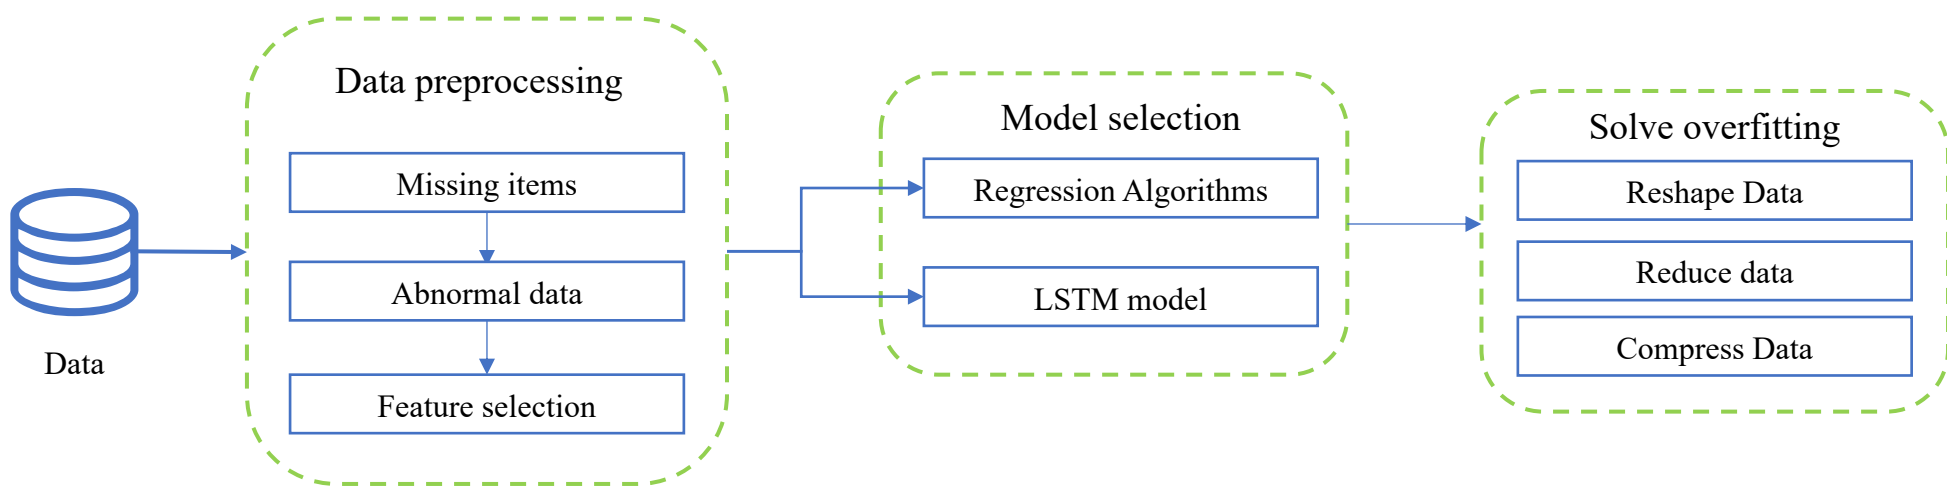 Data
Data preprocessing
Missing items
Abnormal data
Feature selection
Model selection
Regression Algorithms
LSTM model
Solve overfitting
Reshape Data
Reduce data
Compress Data